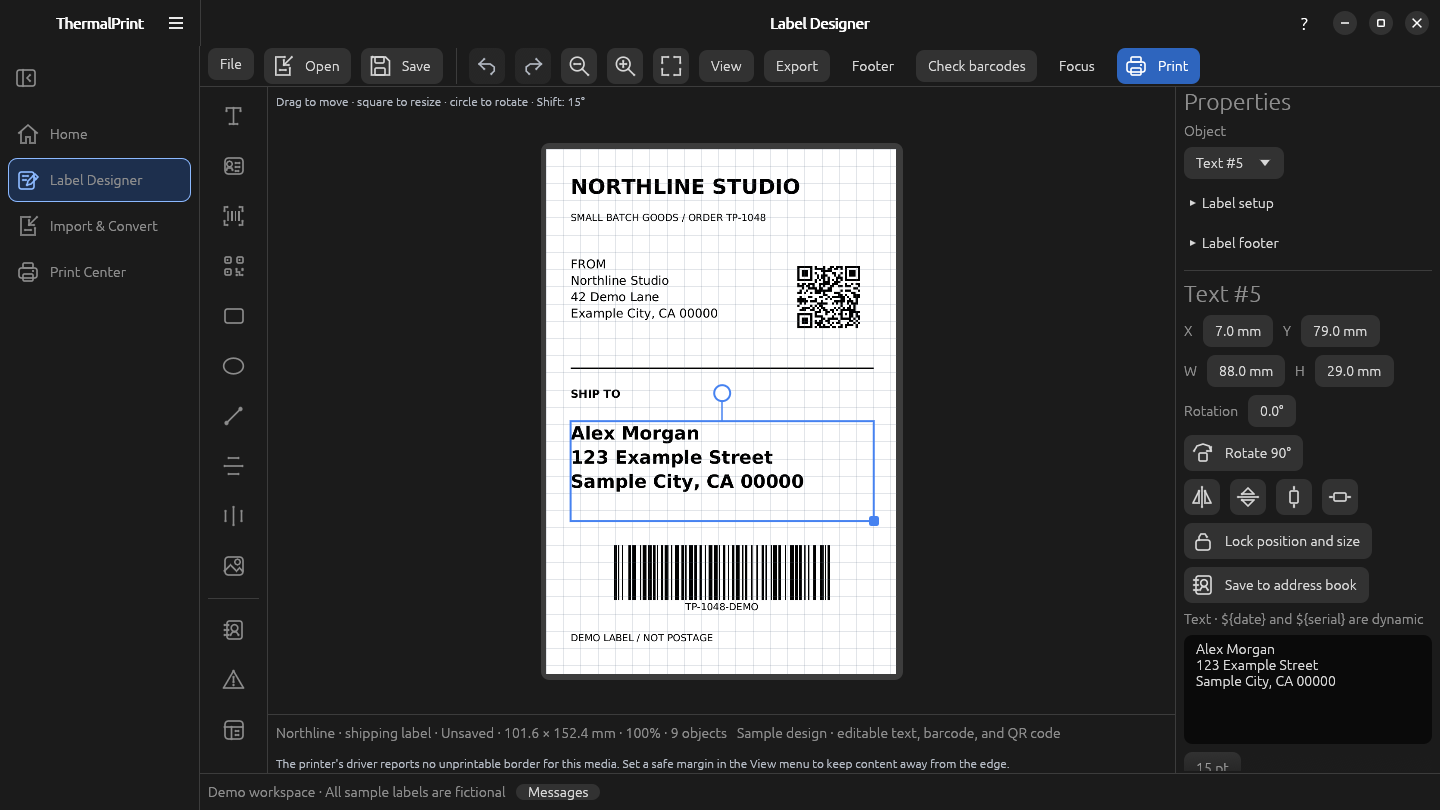 ThermalPrint
Label Designer
?
File
Open
Save
View
Export
Footer
Check barcodes
Focus
Print
Home
Label Designer
Import & Convert
Print Center
Drag to move · square to resize · circle to rotate · Shift: 15°
NORTHLINE STUDIO
SMALL BATCH GOODS / ORDER TP-1048
FROM
Northline Studio
42 Demo Lane
Example City, CA 00000
SHIP TO
Alex Morgan
123 Example Street
Sample City, CA 00000
TP-1048-DEMO
DEMO LABEL / NOT POSTAGE
Northline · shipping label · Unsaved · 101.6 × 152.4 mm · 100% · 9 objects Sample design · editable text, barcode, and QR code
The printer's driver reports no unprintable border for this media. Set a safe margin in the View menu to keep content away from the edge.
Properties
Object
Text #5
Label setup
Label footer
Text #5
X 7.0 mm Y 79.0 mm
W 88.0 mm H 29.0 mm
Rotation 0.0°
Rotate 90°
Lock position and size
Save to address book
Text · ${date} and ${serial} are dynamic
Alex Morgan
123 Example Street
Sample City, CA 00000
15 pt
Demo workspace · All sample labels are fictional
Messages